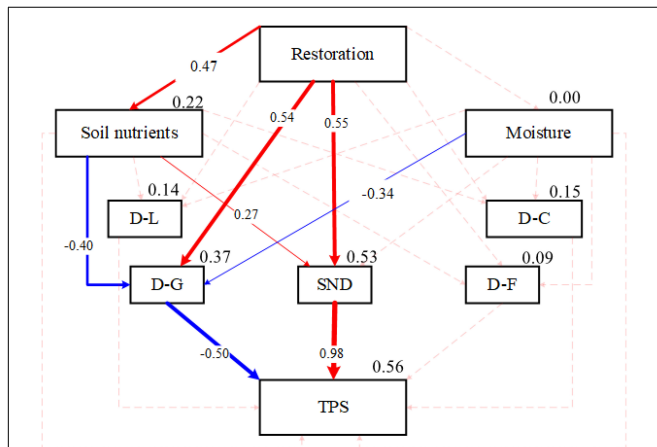 Restoration
0.47
0.22
0.00
Soil nutrients
0.54
0.55
Moisture
0.14
-0.34
0.15
D-L
0.27
D-C
-0.40
0.37
0.53
0.09
D-G
SND
D-F
-0.50
0.98
0.56
TPS